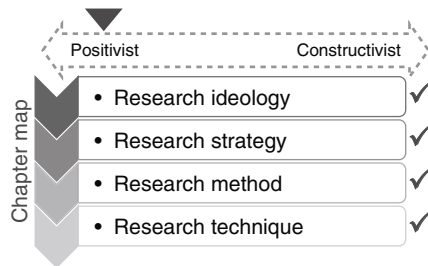 Positivist Constructivist
Chapter map
• Research ideology
• Research strategy
• Research method
• Research technique